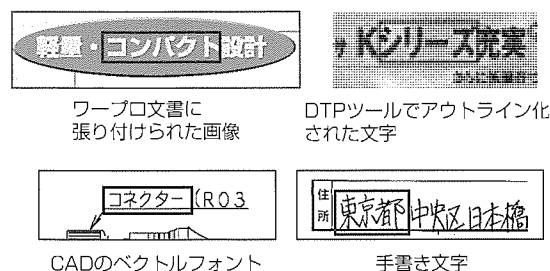 軽量・コンパクト設計
サ Kシリーズ充実
さらに
ワープロ文書に
張り付けられた画像
DTPツールでアウトライン化
された文字
コネクター (R03
住所 東京都中央区日本橋
CADのベクトルフォント
手書き文字